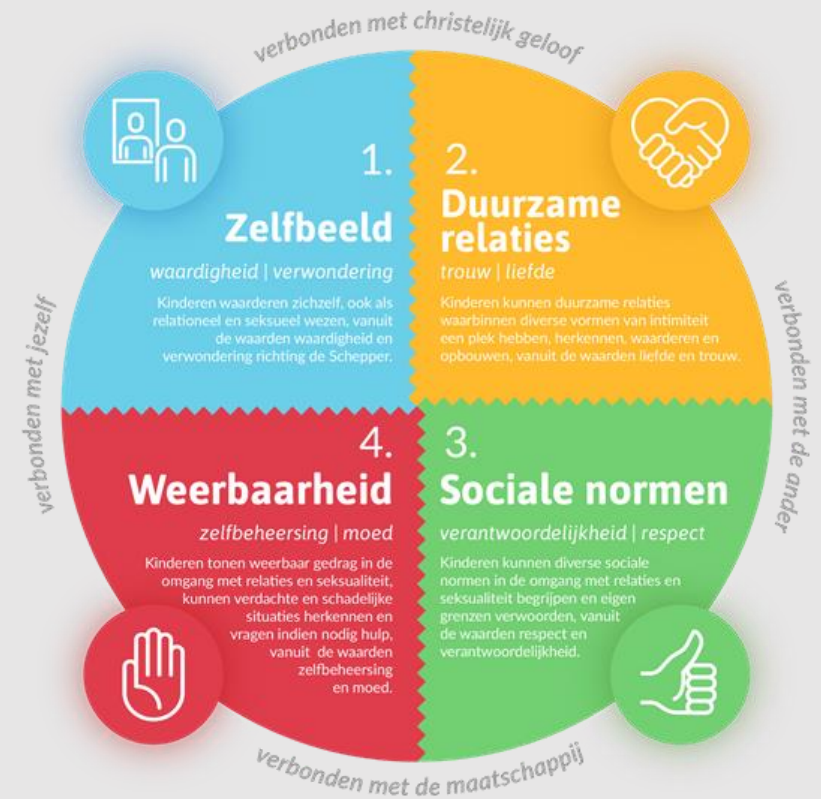 verbonden met christelijk geloof
1.
Zelfbeeld
waardigheid | verwondering
Kinderen waarderen zichzelf, ook als
relationeel en seksueel wezen, vanuit
de waarden waardigheid en
verwondering richting de Schepper.
2.
Duurzame
relaties
trouw | liefde
Kinderen kunnen duurzame relaties
waarbinnen diverse vormen van intimiteit
een plek hebben, herkennen, waarderen en
opbouwen, vanuit de waarden liefde en trouw.
verbonden met jezelf
verbonden met de ander
4.
Weerbaarheid
zelfbeheersing | moed
Kinderen tonen weerbaar gedrag in de
omgang met relaties en seksualiteit,
kunnen verdachte en schadelijke
situaties herkennen en
vragen indien nodig hulp,
vanuit de waarden
zelfbeheersing
en moed.
3.
Sociale normen
verantwoordelijkheid | respect
Kinderen kunnen diverse sociale
normen in de omgang met relaties en
seksualiteit begrijpen en eigen
grenzen verwoorden, vanuit
de waarden respect en
verantwoordelijkheid.
verbonden met de maatschappij